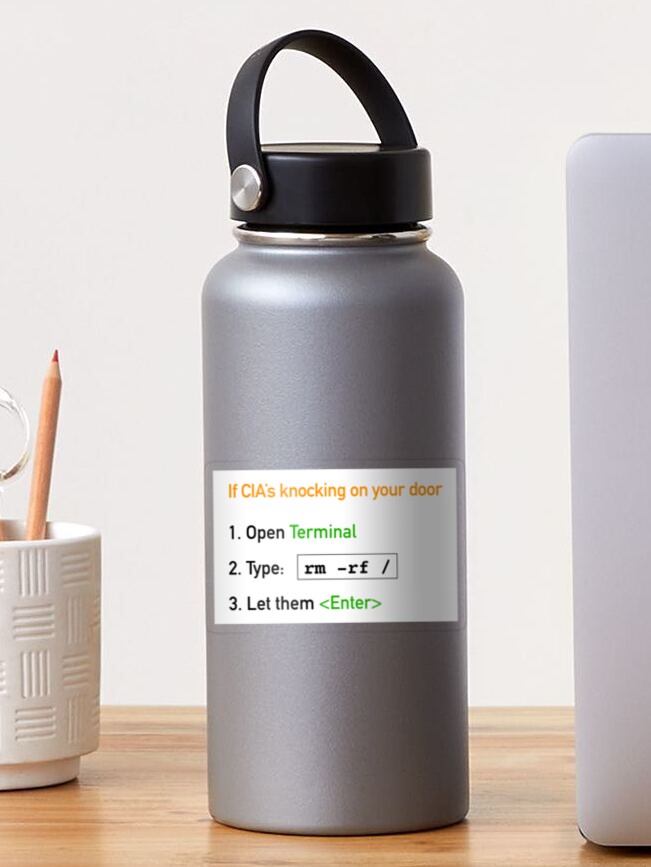 If CIA's knocking on your door
1. Open Terminal
2. Type: rm -rf /
3. Let them <Enter>